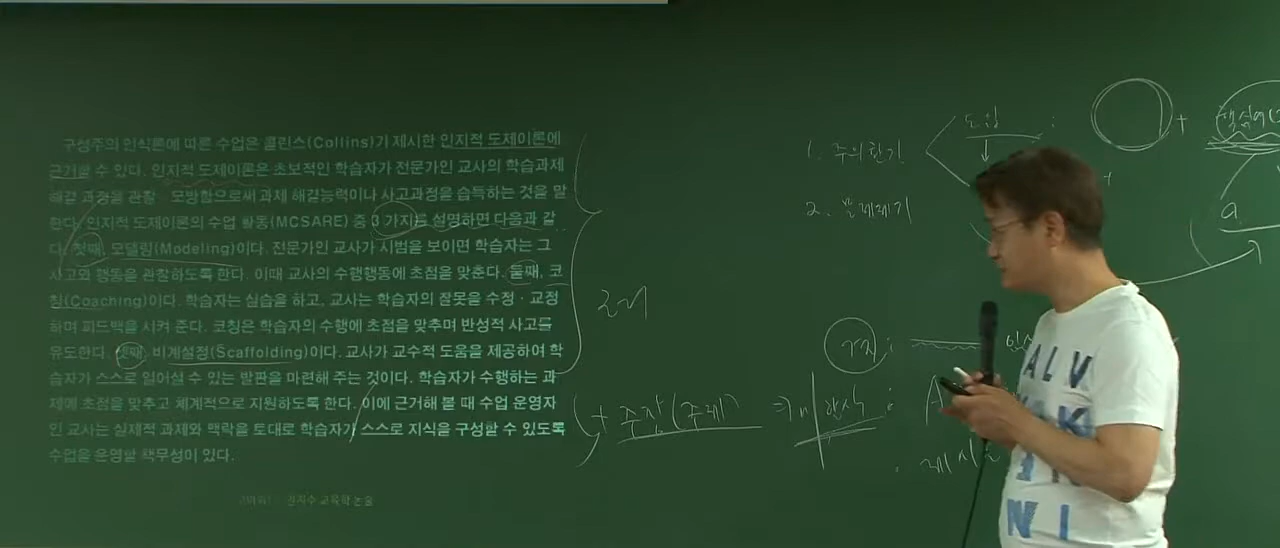 구성주의 인식론에 따른 수업은 콜린스(Collins)가 제시한 인지적 도제이론에
근거할 수 있다. 인지적 도제이론은 초보적인 학습자가 전문가인 교사의 학습과제
해결 과정을 관찰·모방함으로써 과제 해결능력이나 사고과정을 습득하는 것을 말
한다. 인지적 도제이론의 수업 활동(MCSARE) 중 3가지를 설명하면 다음과 같
다. 첫째, 모델링(Modeling)이다. 전문가인 교사가 시범을 보이면 학습자는 그
사고와 행동을 관찰하도록 한다. 이때 교사의 수행행동에 초점을 맞춘다. 둘째, 코
칭(Coaching)이다. 학습자는 실습을 하고, 교사는 학습자의 잘못을 수정·교정
하며 피드백을 시켜 준다. 코칭은 학습자의 수행에 초점을 맞추며 반성적 사고를
유도한다. 셋째, 비계설정(Scaffolding)이다. 교사가 교수적 도움을 제공하여 학
습자가 스스로 일어설 수 있는 발판을 마련해 주는 것이다. 학습자가 수행하는 과
제에 초점을 맞추고 체계적으로 지원하도록 한다. 이에 근거해 볼 때 수업 운영자
인 교사는 실제적 과제와 맥락을 토대로 학습자가 스스로 지식을 구성할 수 있도록
수업을 운영할 책무성이 있다.
교육학 논술
+ 주장(주제)
1. 주의환기
도입
2. 문제제기
a